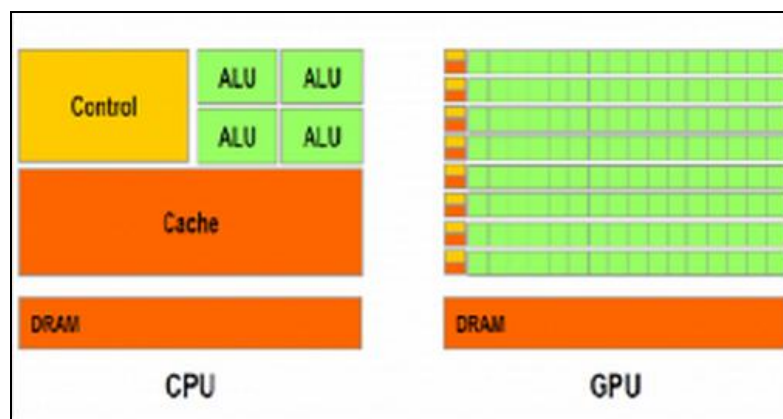 Control
ALU ALU
ALU ALU
Cache
DRAM
CPU
DRAM
GPU